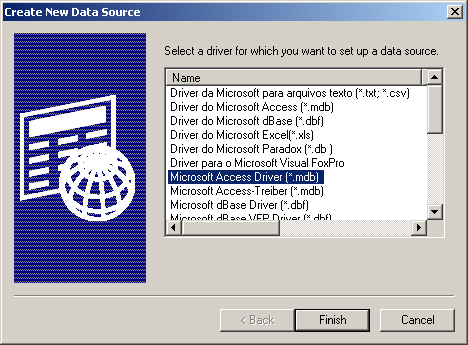 Create New Data Source
Select a driver for which you want to set up a data source.
Name
Driver da Microsoft para arquivos texto (*.txt; *.csv)
Driver do Microsoft Access (*.mdb)
Driver do Microsoft dBase (*.dbf)
Driver do Microsoft Excel(*.xls)
Driver do Microsoft Paradox (*.db )
Driver para o Microsoft Visual FoxPro
Microsoft Access Driver (*.mdb)
Microsoft Access-Treiber (*.mdb)
Microsoft dBase Driver (*.dbf)
Microsoft dBase VFP Driver (*.dbf)
< Back
Finish
Cancel